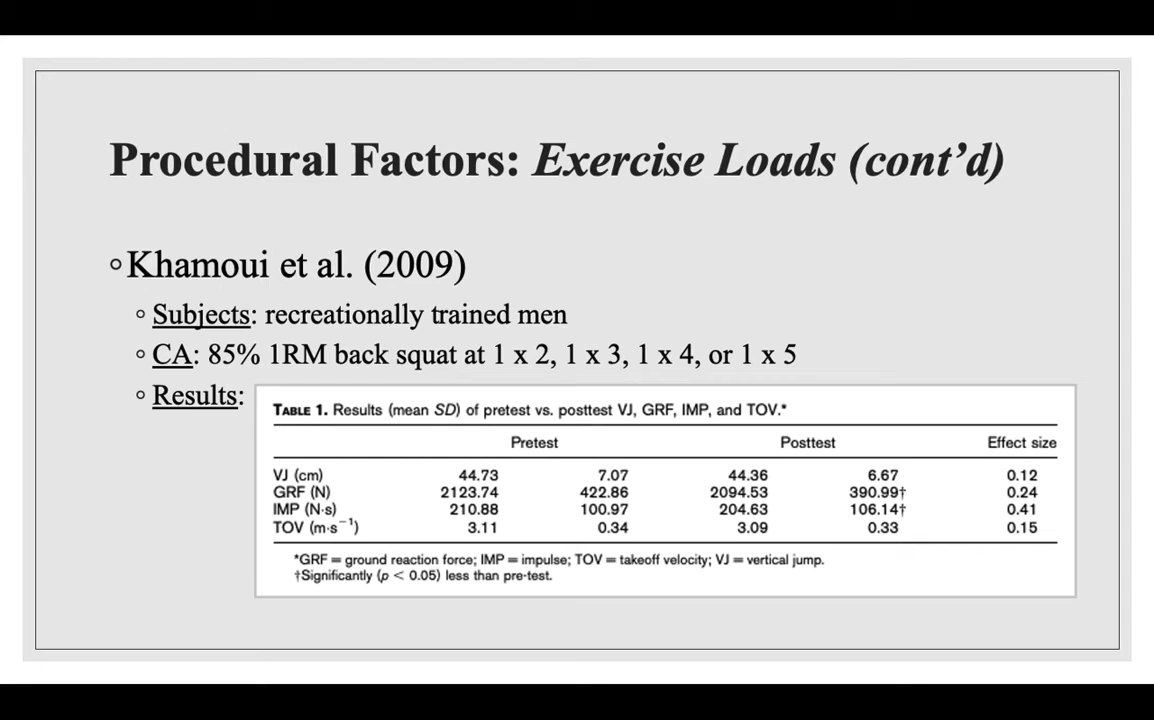 Procedural Factors: Exercise Loads (cont’d)
◦Khamoui et al. (2009)
◦ Subjects: recreationally trained men
◦ CA: 85% 1RM back squat at 1 x 2, 1 x 3, 1 x 4, or 1 x 5
◦ Results:
TABLE 1. Results (mean SD) of pretest vs. posttest VJ, GRF, IMP, and TOV.*
Pretest Posttest Effect size
VJ (cm) 44.73 7.07 44.36 6.67 0.12
GRF (N) 2123.74 422.86 2094.53 390.99† 0.24
IMP (N·s) 210.88 100.97 204.63 106.14† 0.41
TOV (m·s⁻¹) 3.11 0.34 3.09 0.33 0.15
*GRF = ground reaction force; IMP = impulse; TOV = takeoff velocity; VJ = vertical jump.
†Significantly (p < 0.05) less than pre-test.